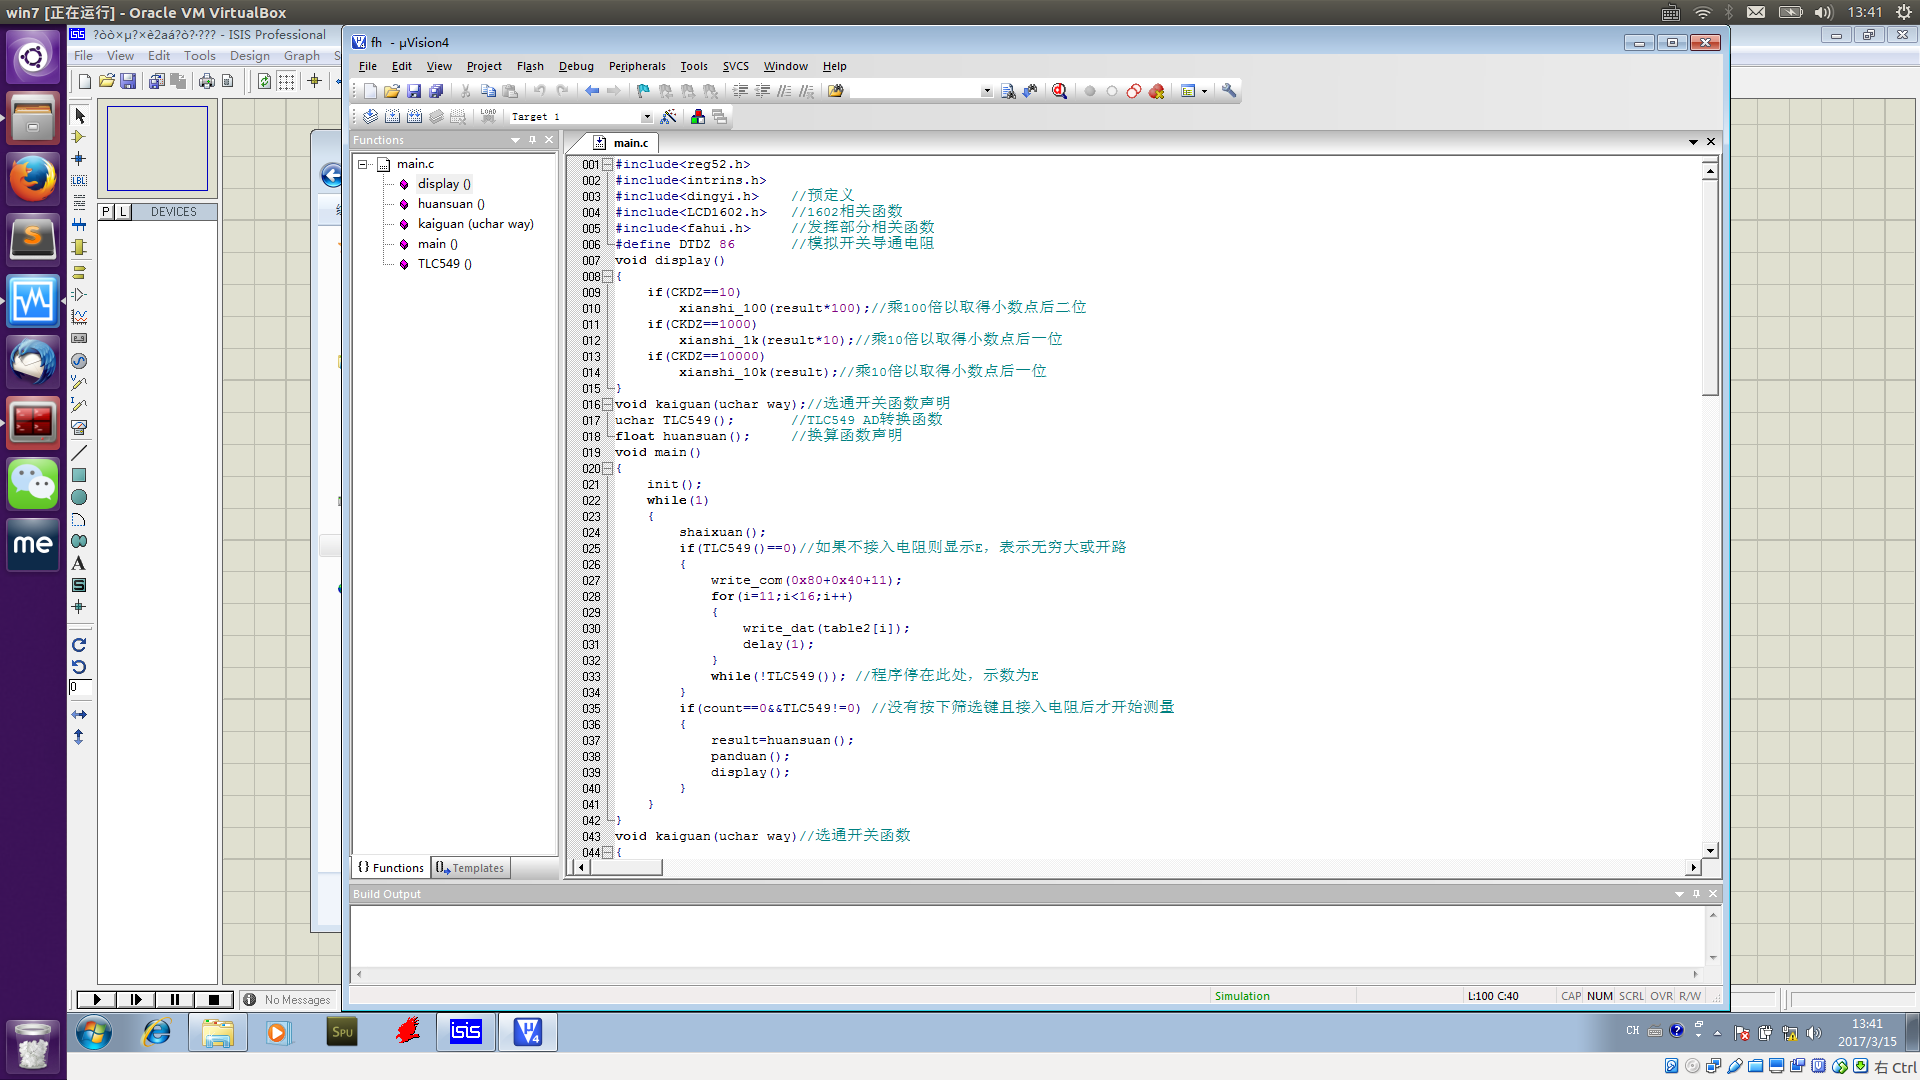 win7 [正在运行] - Oracle VM VirtualBox
13:41
?òò×µ?×è2aá?ò?·??? - ISIS Professional
File View Edit Tools Design Graph S
P L DEVICES
LBL
A
S
0
No Messages
me
fh - µVision4
File Edit View Project Flash Debug Peripherals Tools SVCS Window Help
LOAD
Target 1
Functions
main.c
display ()
huansuan ()
kaiguan (uchar way)
main ()
TLC549 ()
{} Functions
Templates
main.c
001 #include<reg52.h>
002 #include<intrins.h>
003 #include<dingyi.h> //预定义
004 #include<LCD1602.h> //1602相关函数
005 #include<fahui.h> //发挥部分相关函数
006 #define DTDZ 86 //模拟开关导通电阻
007 void display()
008 {
009 if(CKDZ==10)
010 xianshi_100(result*100);//乘100倍以取得小数点后二位
011 if(CKDZ==1000)
012 xianshi_1k(result*10);//乘10倍以取得小数点后一位
013 if(CKDZ==10000)
014 xianshi_10k(result);//乘10倍以取得小数点后一位
015 }
016 void kaiguan(uchar way);//选通开关函数声明
017 uchar TLC549(); //TLC549 AD转换函数
018 float huansuan(); //换算函数声明
019 void main()
020 {
021 init();
022 while(1)
023 {
024 shaixuan();
025 if(TLC549()==0)//如果不接入电阻则显示E，表示无穷大或开路
026 {
027 write_com(0x80+0x40+11);
028 for(i=11;i<16;i++)
029 {
030 write_dat(table2[i]);
031 delay(1);
032 }
033 while(!TLC549()); //程序停在此处，示数为E
034 }
035 if(count==0&&TLC549!=0) //没有按下筛选键且接入电阻后才开始测量
036 {
037 result=huansuan();
038 panduan();
039 display();
040 }
041 }
042 }
043 void kaiguan(uchar way)//选通开关函数
044 {
Build Output
Simulation
L:100 C:40
CAP NUM SCRL OVR R/W
SPU
isis
CH
13:41
2017/3/15
右 Ctrl